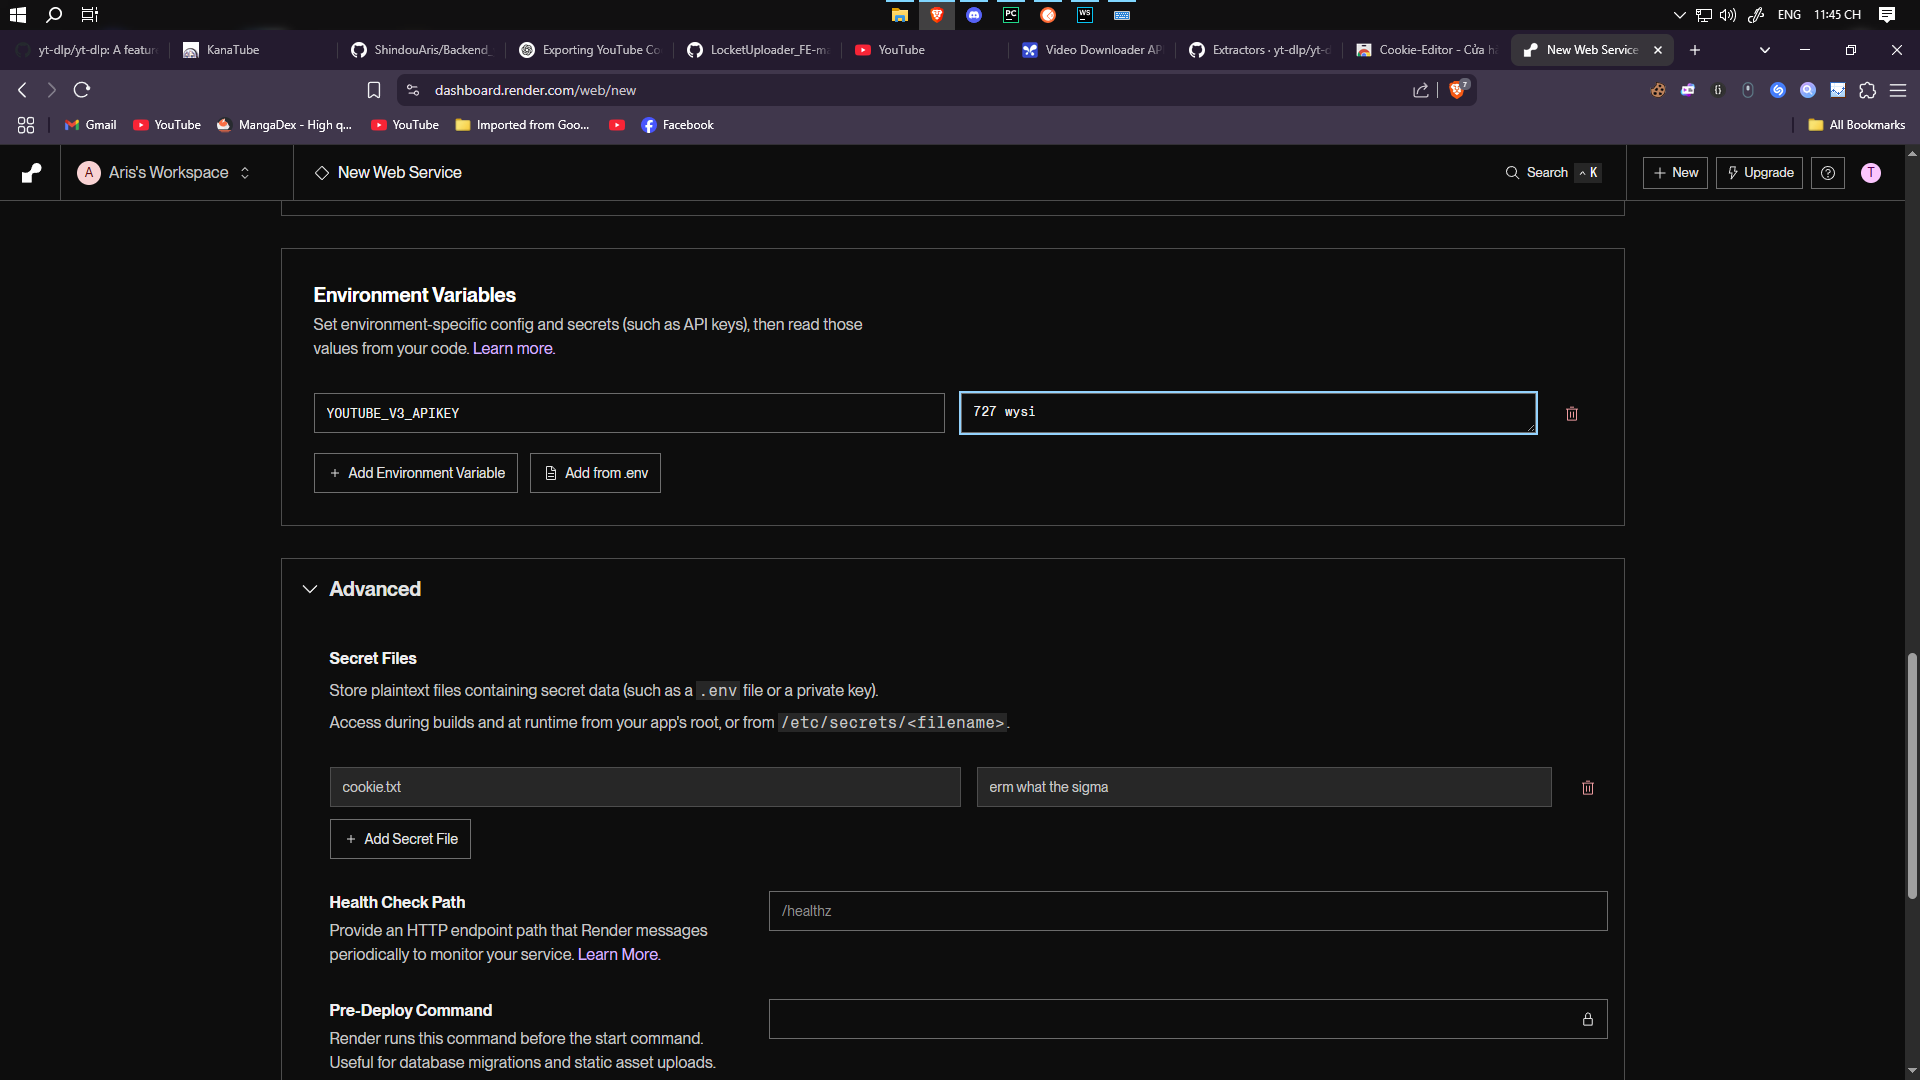 ENG 11:45 CH
yt-dlp/yt-dlp: A featur
KanaTube
ShindouAris/Backend_
Exporting YouTube Co
LocketUploader_FE-ma
YouTube
Video Downloader AP
Extractors · yt-dlp/yt-d
Cookie-Editor - Cửa h
New Web Service
dashboard.render.com/web/new
7
Gmail
YouTube
MangaDex - High q...
YouTube
Imported from Goo...
Facebook
All Bookmarks
A Aris's Workspace
New Web Service
Search ^ K
+ New
Upgrade
T
Environment Variables
Set environment-specific config and secrets (such as API keys), then read those
values from your code. Learn more.
YOUTUBE_V3_APIKEY
727 wysi
+ Add Environment Variable
Add from .env
Advanced
Secret Files
Store plaintext files containing secret data (such as a .env file or a private key).
Access during builds and at runtime from your app's root, or from /etc/secrets/<filename>.
cookie.txt
erm what the sigma
+ Add Secret File
Health Check Path
Provide an HTTP endpoint path that Render messages
periodically to monitor your service. Learn More.
/healthz
Pre-Deploy Command
Render runs this command before the start command.
Useful for database migrations and static asset uploads.